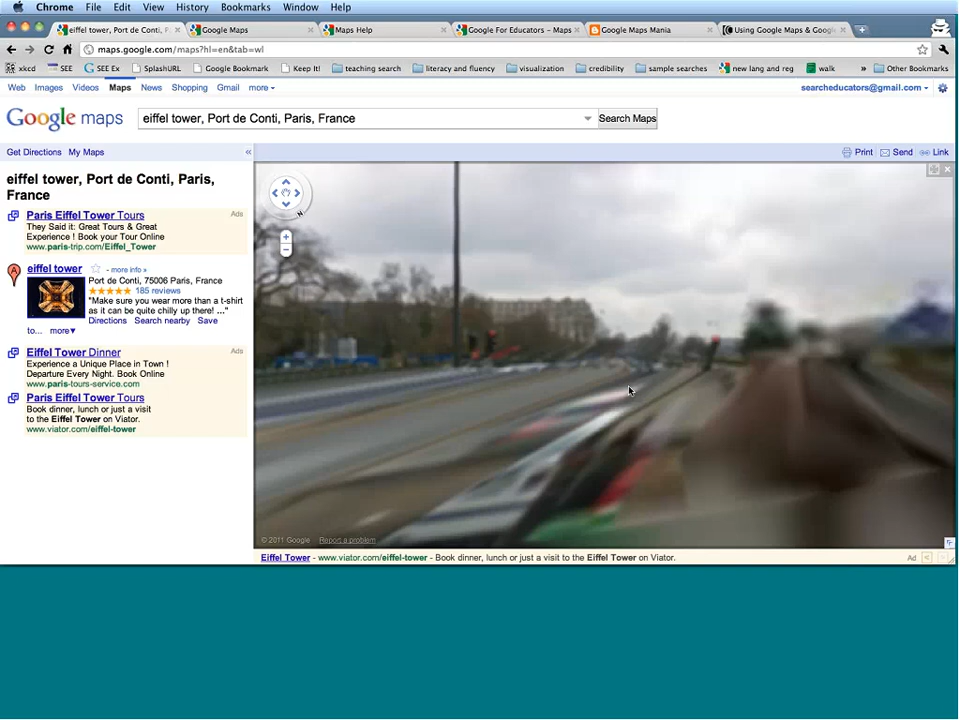 Chrome File Edit View History Bookmarks Window Help
eiffel tower, Port de Conti, P
Google Maps
Maps Help
Google For Educators – Maps
Google Maps Mania
Using Google Maps & Goog
maps.google.com/maps?hl=en&tab=wl
xkcd SEE SEE Ex SplashURL Google Bookmark Keep It! teaching search literacy and fluency visualization credibility sample searches new lang and reg walk » Other Bookmarks
Web Images Videos Maps News Shopping Gmail more searcheducators@gmail.com
Google maps
eiffel tower, Port de Conti, Paris, France
Search Maps
Get Directions My Maps «
Print Send Link
eiffel tower, Port de Conti, Paris,
France
Paris Eiffel Tower Tours Ads
They Said it: Great Tours & Great
Experience ! Book your Tour Online
www.paris-trip.com/Eiffel_Tower
A
eiffel tower - more info »
Port de Conti, 75006 Paris, France
185 reviews
"Make sure you wear more than a t-shirt
as it can be quite chilly up there! ..."
Directions Search nearby Save
to... more▼
Eiffel Tower Dinner Ads
Experience a Unique Place in Town !
Departure Every Night. Book Online
www.paris-tours-service.com
Paris Eiffel Tower Tours
Book dinner, lunch or just a visit
to the Eiffel Tower on Viator.
www.viator.com/eiffel-tower
N
© 2011 Google Report a problem
Eiffel Tower - www.viator.com/eiffel-tower - Book dinner, lunch or just a visit to the Eiffel Tower on Viator. Ad